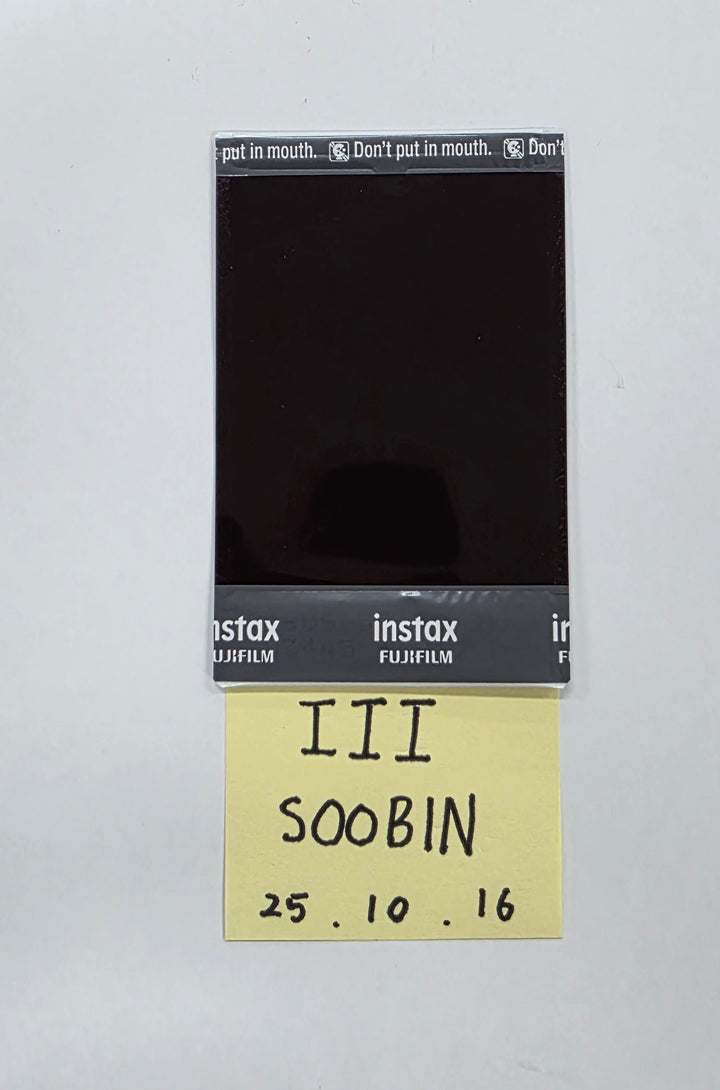 put in mouth. Don't put in mouth. Don't
instax
FUJIFILM
III
SOOBIN
25.10.16